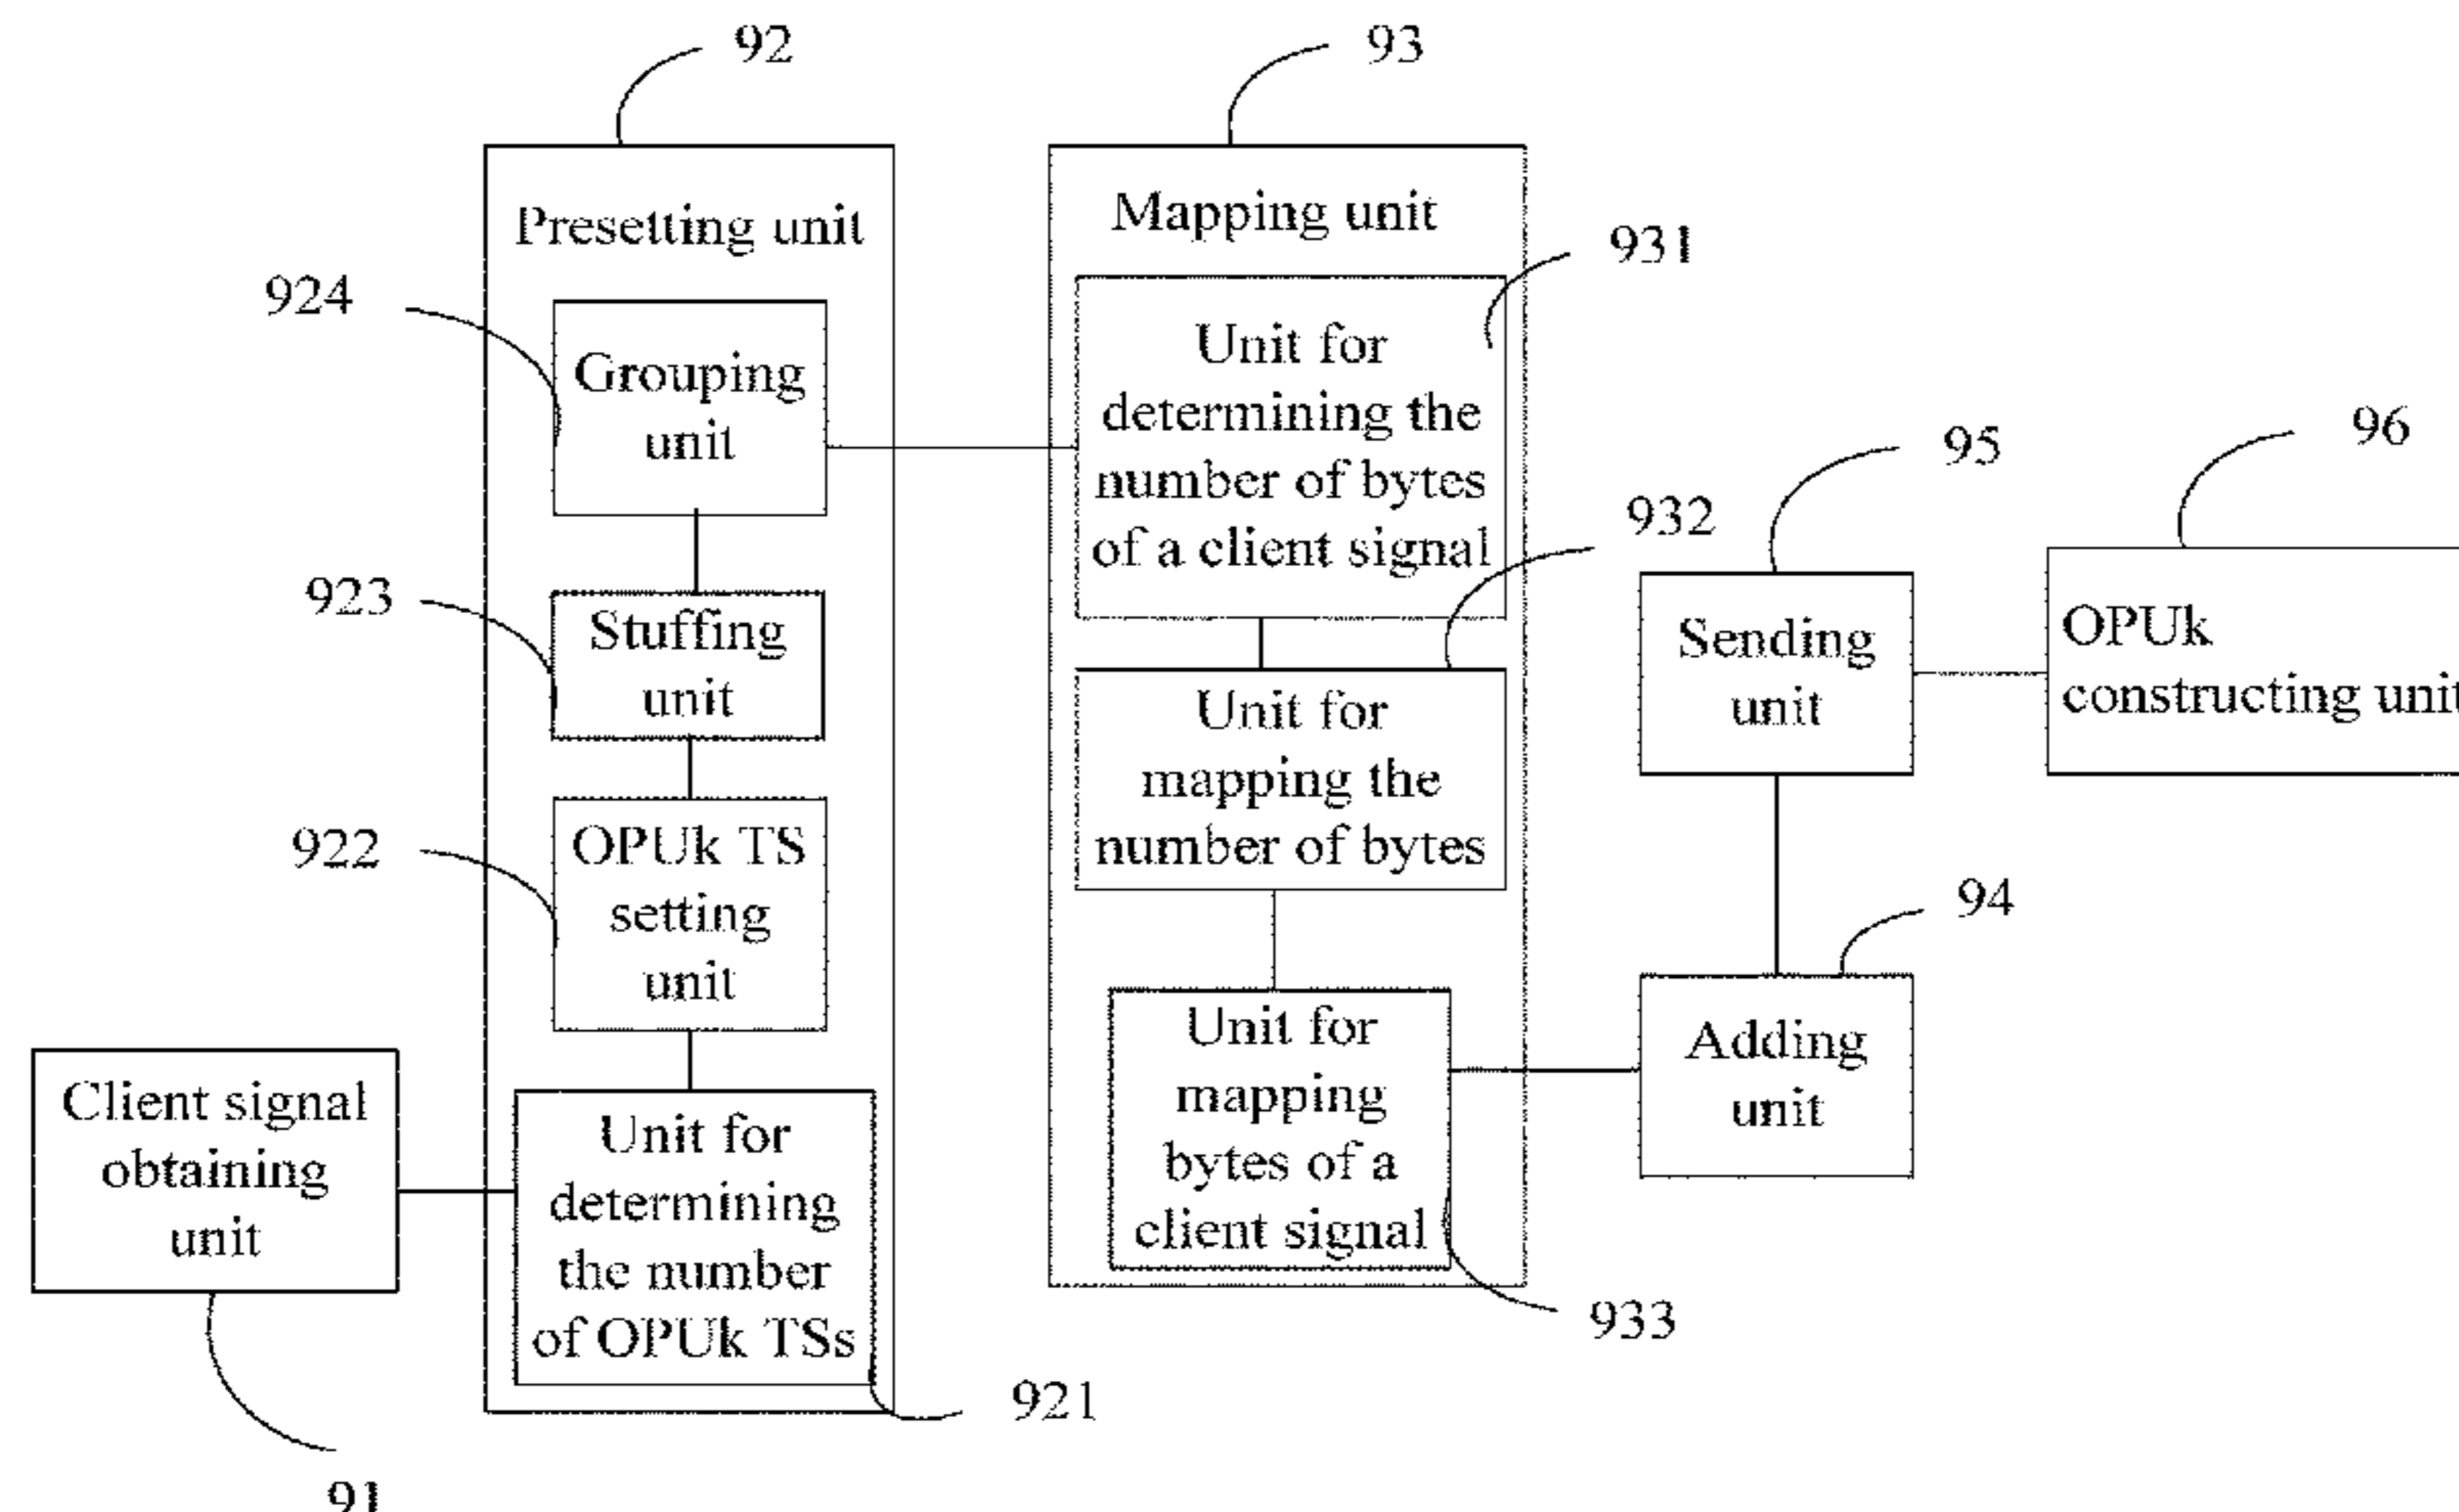 92
93
Presetting unit
Mapping unit
931
924
Unit for
determining the
number of bytes
of a client signal
Grouping
unit
95
96
932
923
Stuffing
unit
Sending
unit
OPUk
constructing unit
Unit for
mapping the
number of bytes
922
OPUk TS
setting
unit
94
Unit for
mapping
bytes of a
client signal
Adding
unit
Client signal
obtaining
unit
Unit for
determining
the number
of OPUk TSs
933
921
91